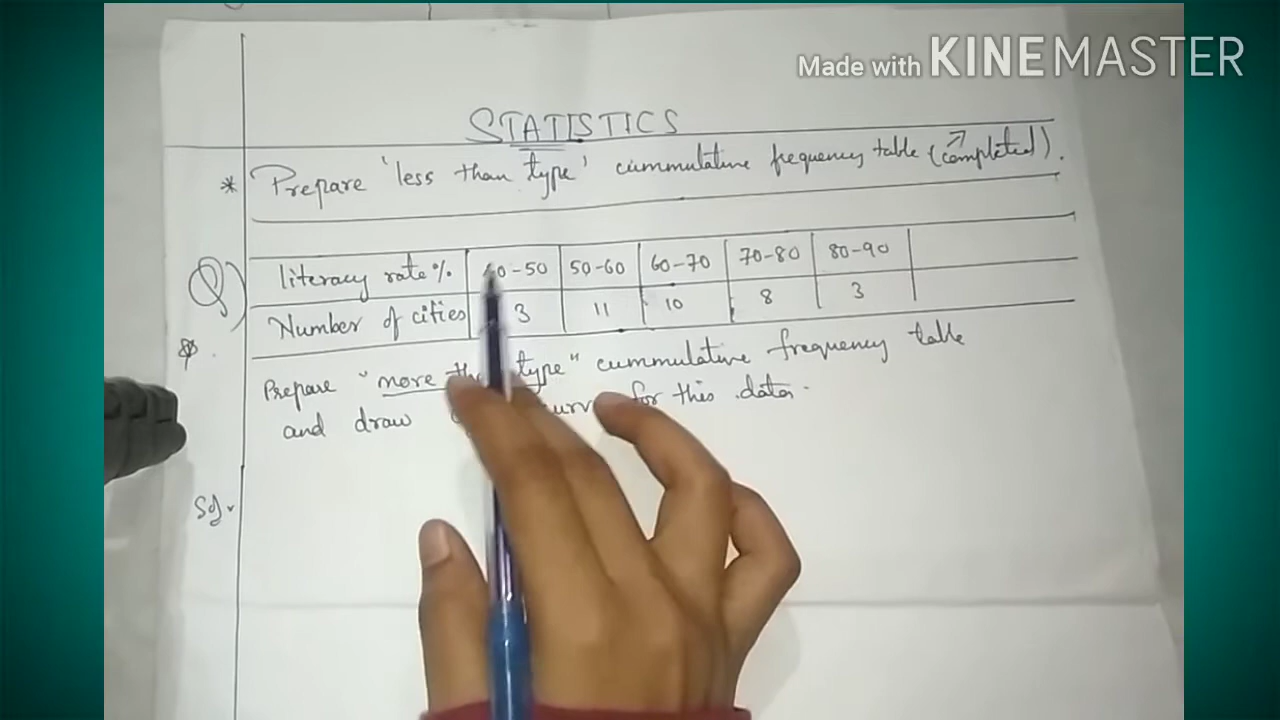 Made with KINEMASTER
STATISTICS
* Prepare 'less than type' cummulative frequency table (completed).
Q) literacy rate% 40-50 50-60 60-70 70-80 80-90
Number of cities 3 11 10 8 3
Prepare "more type" cummulative frequency table
and draw for this data.
Sol.